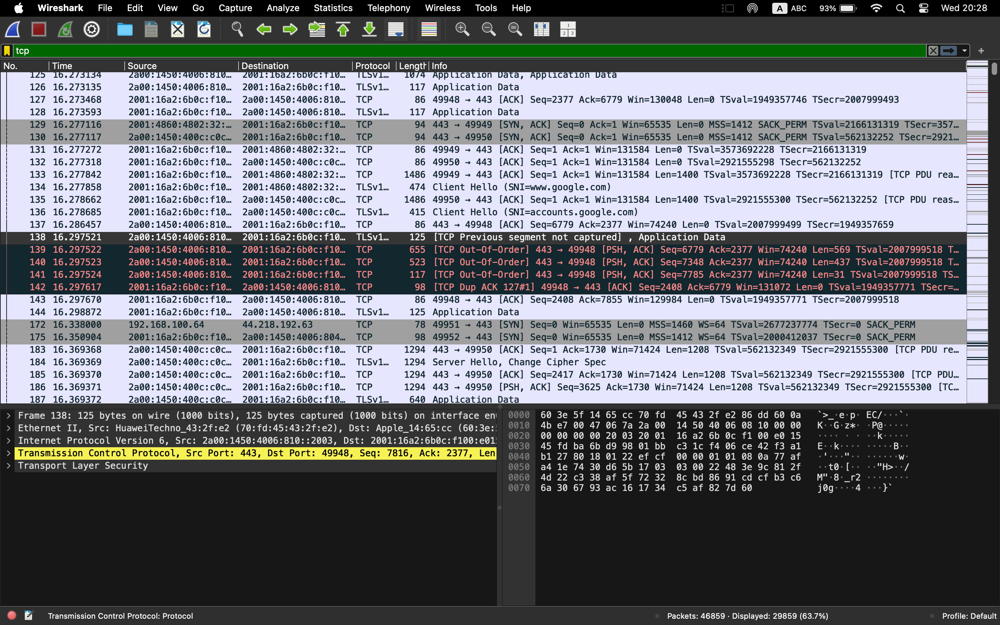 Wireshark File Edit View Go Capture Analyze Statistics Telephony Wireless Tools Help A ABC 93% Wed 20:28
tcp
No. Time Source Destination Protocol Length Info
125 16.273134 2a00:1450:4006:810… 2001:16a2:6b0c:f10… TLSv1… 1074 Application Data, Application Data
126 16.273135 2a00:1450:4006:810… 2001:16a2:6b0c:f10… TLSv1… 117 Application Data
127 16.273468 2001:16a2:6b0c:f10… 2a00:1450:4006:810… TCP 86 49948 → 443 [ACK] Seq=2377 Ack=6779 Win=130048 Len=0 TSval=1949357746 TSecr=2007999493
128 16.273593 2001:16a2:6b0c:f10… 2a00:1450:4006:810… TLSv1… 117 Application Data
129 16.277116 2001:4860:4802:32:… 2001:16a2:6b0c:f10… TCP 94 443 → 49949 [SYN, ACK] Seq=0 Ack=1 Win=65535 Len=0 MSS=1412 SACK_PERM TSval=2166131319 TSecr=357…
130 16.277117 2a00:1450:400c:c0c… 2001:16a2:6b0c:f10… TCP 94 443 → 49950 [SYN, ACK] Seq=0 Ack=1 Win=65535 Len=0 MSS=1412 SACK_PERM TSval=562132252 TSecr=2921…
131 16.277272 2001:16a2:6b0c:f10… 2001:4860:4802:32:… TCP 86 49949 → 443 [ACK] Seq=1 Ack=1 Win=131584 Len=0 TSval=3573692228 TSecr=2166131319
132 16.277318 2001:16a2:6b0c:f10… 2a00:1450:400c:c0c… TCP 86 49950 → 443 [ACK] Seq=1 Ack=1 Win=131584 Len=0 TSval=2921555298 TSecr=562132252
133 16.277842 2001:16a2:6b0c:f10… 2001:4860:4802:32:… TCP 1486 49949 → 443 [ACK] Seq=1 Ack=1 Win=131584 Len=1400 TSval=3573692228 TSecr=2166131319 [TCP PDU rea…
134 16.277858 2001:16a2:6b0c:f10… 2001:4860:4802:32:… TLSv1… 474 Client Hello (SNI=www.google.com)
135 16.278662 2001:16a2:6b0c:f10… 2a00:1450:400c:c0c… TCP 1486 49950 → 443 [ACK] Seq=1 Ack=1 Win=131584 Len=1400 TSval=2921555300 TSecr=562132252 [TCP PDU reas…
136 16.278685 2001:16a2:6b0c:f10… 2a00:1450:400c:c0c… TLSv1… 415 Client Hello (SNI=accounts.google.com)
137 16.286457 2a00:1450:4006:810… 2001:16a2:6b0c:f10… TCP 86 443 → 49948 [ACK] Seq=6779 Ack=2377 Win=74240 Len=0 TSval=2007999499 TSecr=1949357659
138 16.297521 2a00:1450:4006:810… 2001:16a2:6b0c:f10… TLSv1… 125 [TCP Previous segment not captured] , Application Data
139 16.297522 2a00:1450:4006:810… 2001:16a2:6b0c:f10… TCP 655 [TCP Out-Of-Order] 443 → 49948 [PSH, ACK] Seq=6779 Ack=2377 Win=74240 Len=569 TSval=2007999518 T…
140 16.297523 2a00:1450:4006:810… 2001:16a2:6b0c:f10… TCP 523 [TCP Out-Of-Order] 443 → 49948 [PSH, ACK] Seq=7348 Ack=2377 Win=74240 Len=437 TSval=2007999518 T…
141 16.297524 2a00:1450:4006:810… 2001:16a2:6b0c:f10… TCP 117 [TCP Out-Of-Order] 443 → 49948 [PSH, ACK] Seq=7785 Ack=2377 Win=74240 Len=31 TSval=2007999518 TS…
142 16.297617 2001:16a2:6b0c:f10… 2a00:1450:4006:810… TCP 98 [TCP Dup ACK 127#1] 49948 → 443 [ACK] Seq=2408 Ack=6779 Win=131072 Len=0 TSval=1949357771 TSecr=…
143 16.297670 2001:16a2:6b0c:f10… 2a00:1450:4006:810… TCP 86 49948 → 443 [ACK] Seq=2408 Ack=7855 Win=129984 Len=0 TSval=1949357771 TSecr=2007999518
144 16.298872 2001:16a2:6b0c:f10… 2a00:1450:4006:810… TLSv1… 125 Application Data
172 16.338000 192.168.100.64 44.218.192.63 TCP 78 49951 → 443 [SYN] Seq=0 Win=65535 Len=0 MSS=1460 WS=64 TSval=2677237774 TSecr=0 SACK_PERM
175 16.350904 2001:16a2:6b0c:f10… 2a00:1450:4006:804… TCP 98 49952 → 443 [SYN] Seq=0 Win=65535 Len=0 MSS=1412 WS=64 TSval=2000412037 TSecr=0 SACK_PERM
183 16.369368 2a00:1450:400c:c0c… 2001:16a2:6b0c:f10… TCP 1294 443 → 49950 [ACK] Seq=1 Ack=1730 Win=71424 Len=1208 TSval=562132349 TSecr=2921555300 [TCP PDU re…
184 16.369369 2a00:1450:400c:c0c… 2001:16a2:6b0c:f10… TLSv1… 1294 Server Hello, Change Cipher Spec
185 16.369370 2a00:1450:400c:c0c… 2001:16a2:6b0c:f10… TCP 1294 443 → 49950 [ACK] Seq=2417 Ack=1730 Win=71424 Len=1208 TSval=562132349 TSecr=2921555300 [TCP PDU…
186 16.369371 2a00:1450:400c:c0c… 2001:16a2:6b0c:f10… TCP 1294 443 → 49950 [PSH, ACK] Seq=3625 Ack=1730 Win=71424 Len=1208 TSval=562132349 TSecr=2921555300 [TC…
187 16.369372 2a00:1450:400c:c0c… 2001:16a2:6b0c:f10… TLSv1… 640 Application Data
Frame 138: 125 bytes on wire (1000 bits), 125 bytes captured (1000 bits) on interface en
Ethernet II, Src: HuaweiTechno_43:2f:e2 (70:fd:45:43:2f:e2), Dst: Apple_14:65:cc (60:3e:
Internet Protocol Version 6, Src: 2a00:1450:4006:810::2003, Dst: 2001:16a2:6b0c:f100:e01
Transmission Control Protocol, Src Port: 443, Dst Port: 49948, Seq: 7816, Ack: 2377, Len
Transport Layer Security
0000 60 3e 5f 14 65 cc 70 fd 45 43 2f e2 86 dd 60 0a `>_·e·p· EC/···`·
0010 4b e7 00 47 06 7a 2a 00 14 50 40 06 08 10 00 00 K··G·z*· ·P@·····
0020 00 00 00 00 20 03 20 01 16 a2 6b 0c f1 00 e0 15 ···· · · ··k·····
0030 45 fd ba 6b d9 98 01 bb c3 1c f4 06 ce 42 f3 a1 E··k···· ·····B··
0040 b1 27 80 18 01 22 ef cf 00 00 01 01 08 0a 77 af ·'···"·· ······w·
0050 a4 1e 74 30 d6 5b 17 03 03 00 22 48 3e 9c 81 2f ··t0·[·· ··"H>··/
0060 4d 22 c3 38 af 5f 72 32 8c bd 86 91 cd cf b3 c6 M"·8·_r2 ········
0070 6a 30 67 93 ac 16 17 34 c5 af 82 7d 60 j0g····4 ···}`
Transmission Control Protocol: Protocol Packets: 46859 · Displayed: 29859 (63.7%) Profile: Default